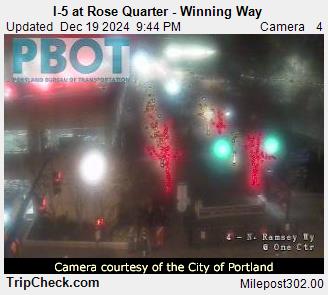 I-5 at Rose Quarter - Winning Way
Updated Dec 19 2024 9:44 PM Camera 4
PBOT
PORTLAND BUREAU OF TRANSPORTATION
4 - N. Ramsey Wy
@ One Ctr
Camera courtesy of the City of Portland
TripCheck.com Milepost302.00